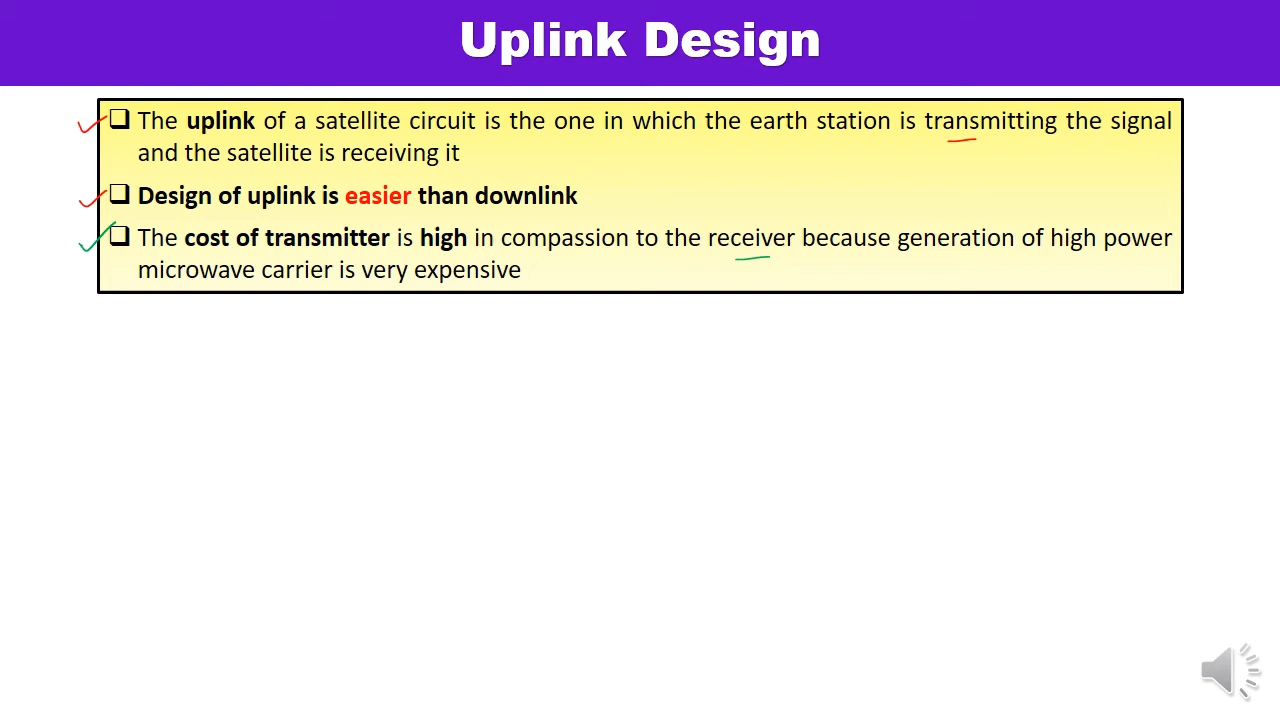 Uplink Design
The uplink of a satellite circuit is the one in which the earth station is transmitting the signal
and the satellite is receiving it
Design of uplink is easier than downlink
The cost of transmitter is high in compassion to the receiver because generation of high power
microwave carrier is very expensive